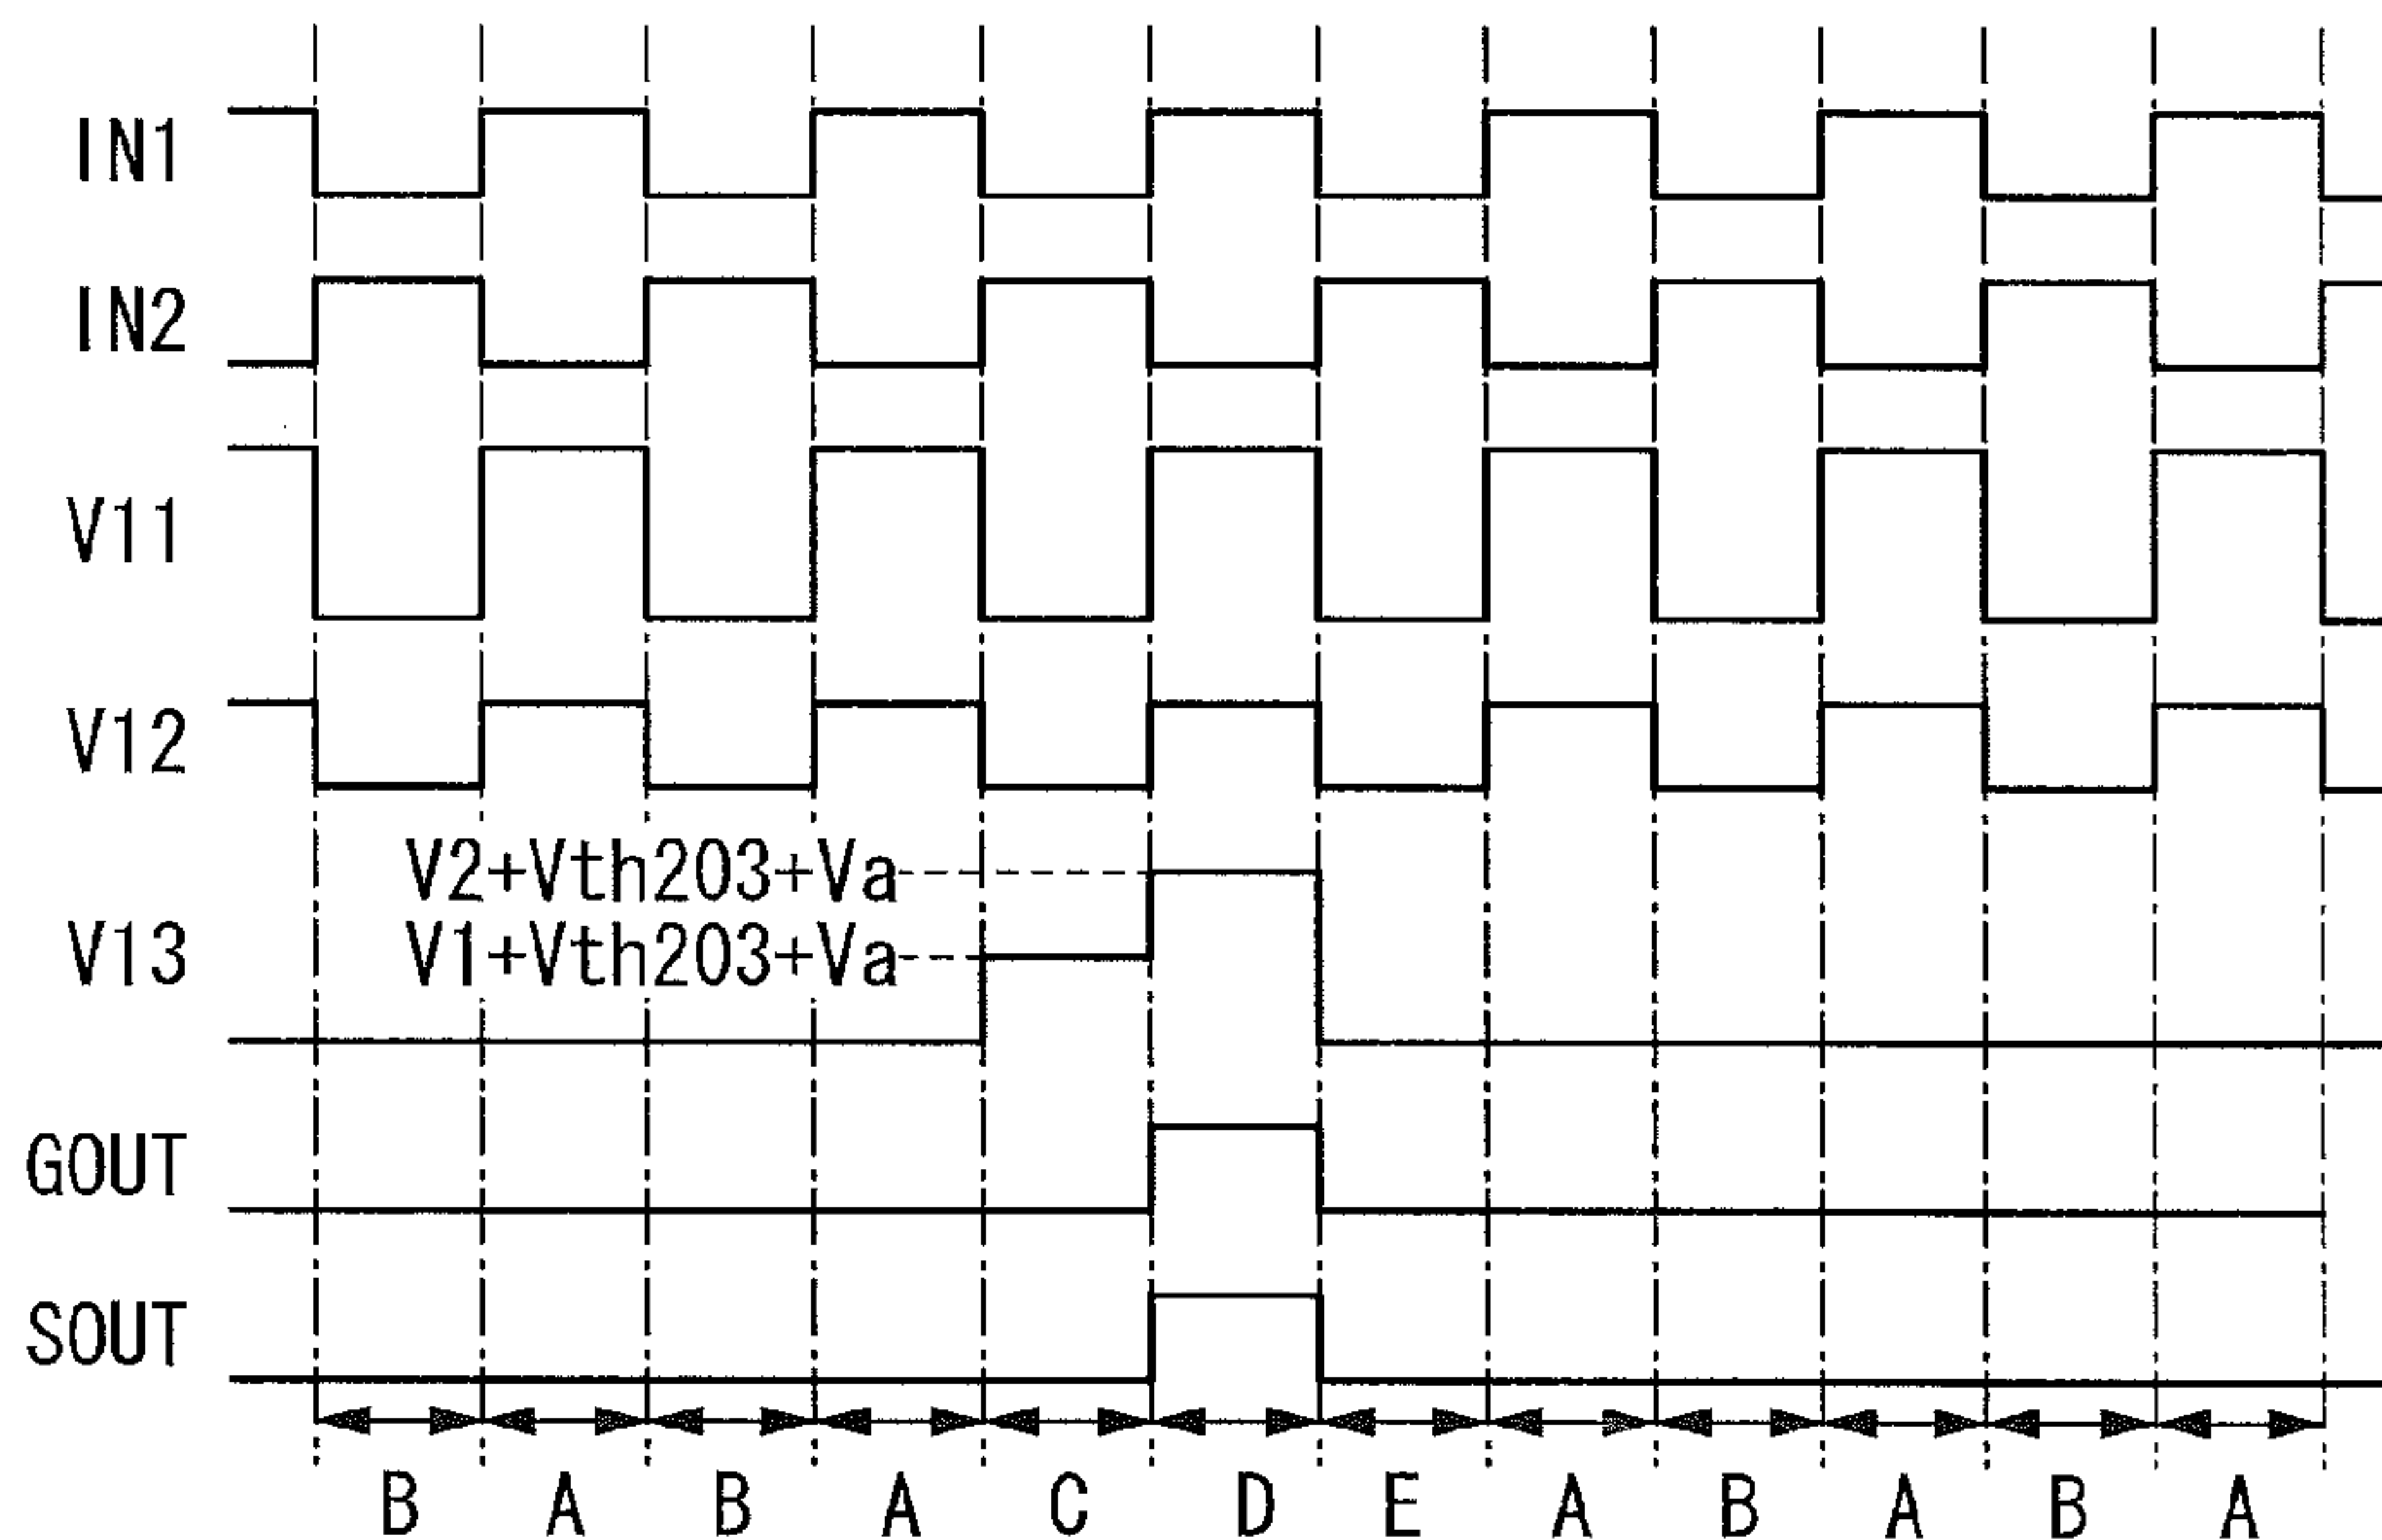 IN1
IN2
V11
V12
V2+Vth203+Va
V13
V1+Vth203+Va
GOUT
SOUT
B A B A C D E A B A B A